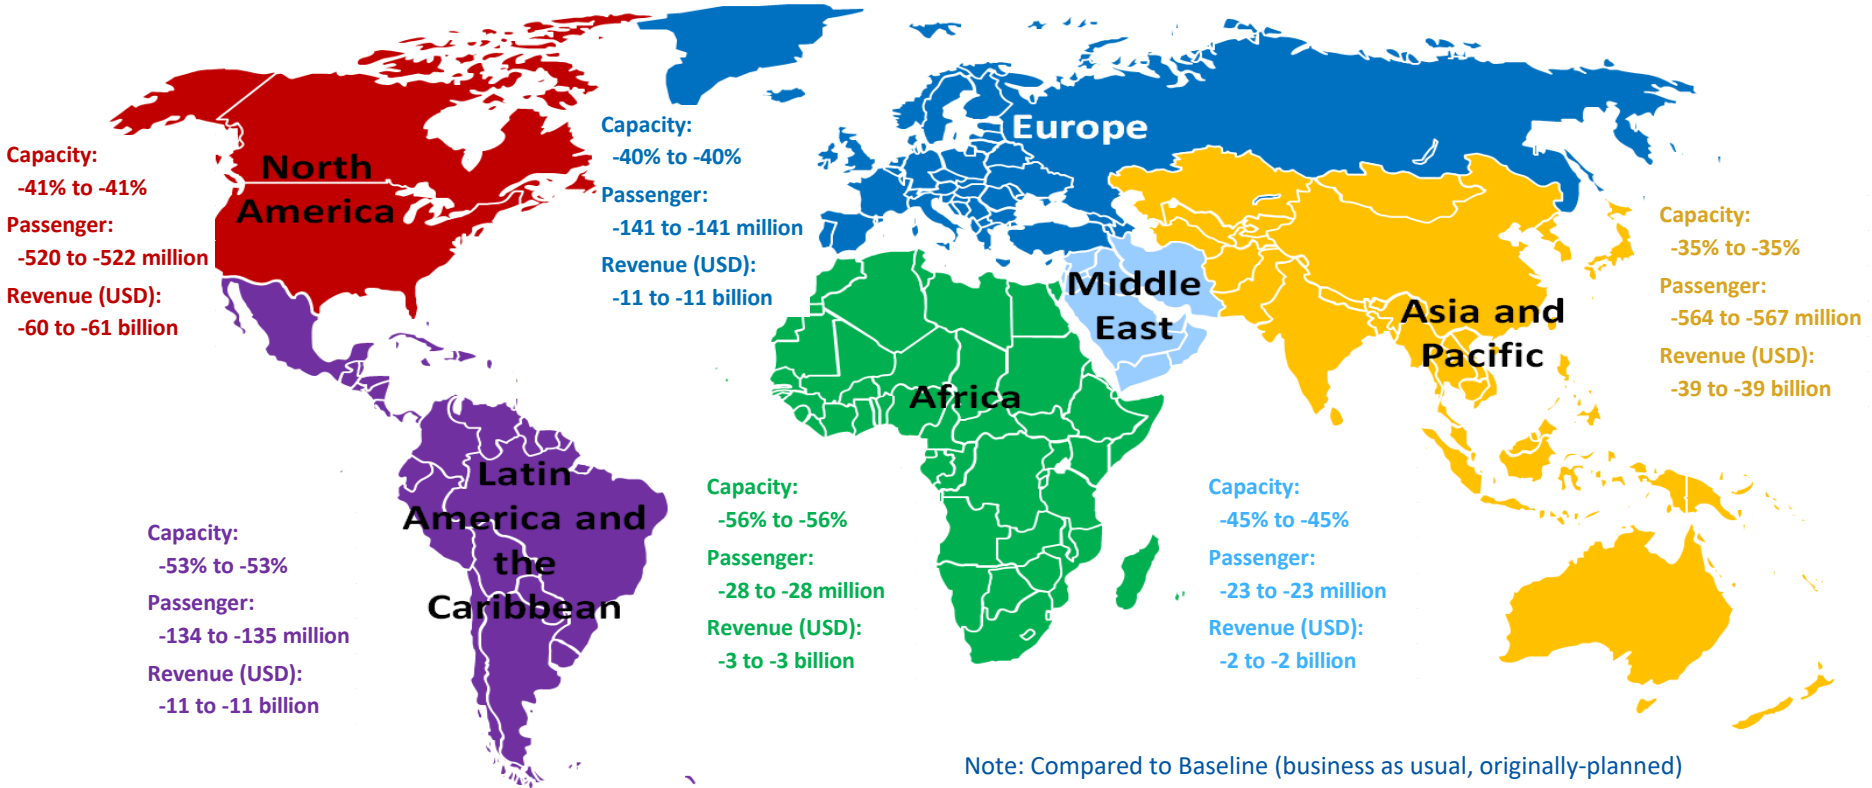 North
America
Capacity:
-41% to -41%
Passenger:
-520 to -522 million
Revenue (USD):
-60 to -61 billion
Europe
Capacity:
-40% to -40%
Passenger:
-141 to -141 million
Revenue (USD):
-11 to -11 billion
Asia and
Pacific
Capacity:
-35% to -35%
Passenger:
-564 to -567 million
Revenue (USD):
-39 to -39 billion
Latin
America and
the
Caribbean
Capacity:
-53% to -53%
Passenger:
-134 to -135 million
Revenue (USD):
-11 to -11 billion
Africa
Capacity:
-56% to -56%
Passenger:
-28 to -28 million
Revenue (USD):
-3 to -3 billion
Middle
East
Capacity:
-45% to -45%
Passenger:
-23 to -23 million
Revenue (USD):
-2 to -2 billion
Note: Compared to Baseline (business as usual, originally-planned)